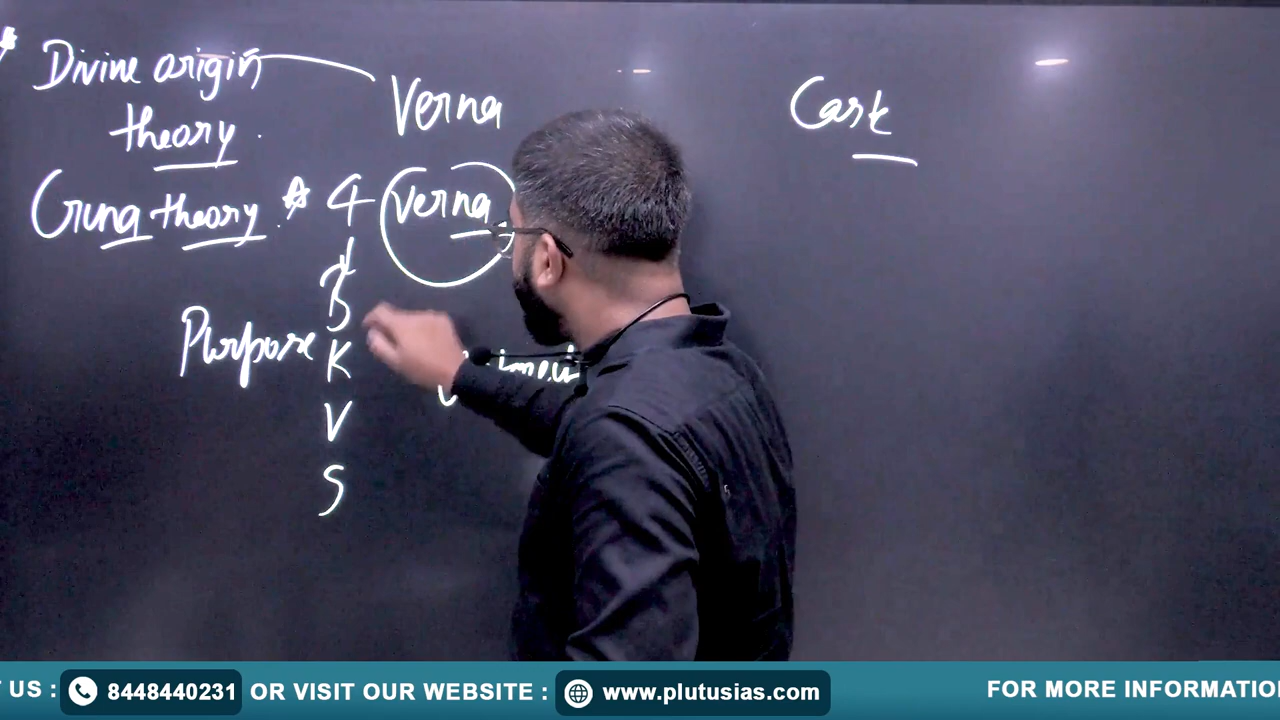 Divine origin
theory.
Verna
Cast
Guna theory.
4 Verna
B
Purpose
K
V
S
T US : 8448440231 OR VISIT OUR WEBSITE : www.plutusias.com FOR MORE INFORMATION